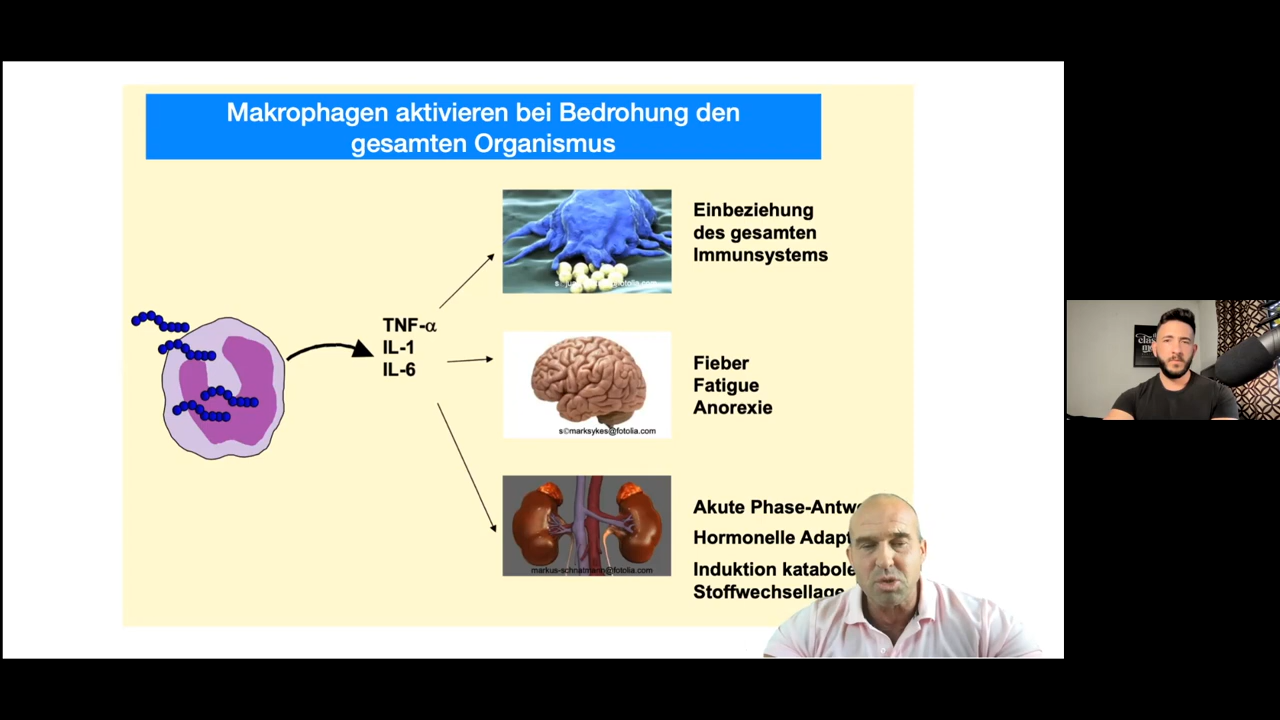 Makrophagen aktivieren bei Bedrohung den
gesamten Organismus
Einbeziehung
des gesamten
Immunsystems
TNF-α
IL-1
IL-6
Fieber
Fatigue
Anorexie
s©marksykes@fotolia.com
Akute Phase-Antw
Hormonelle Adapt
Induktion katabole
Stoffwechsellage
markus-schnatmann@fotolia.com